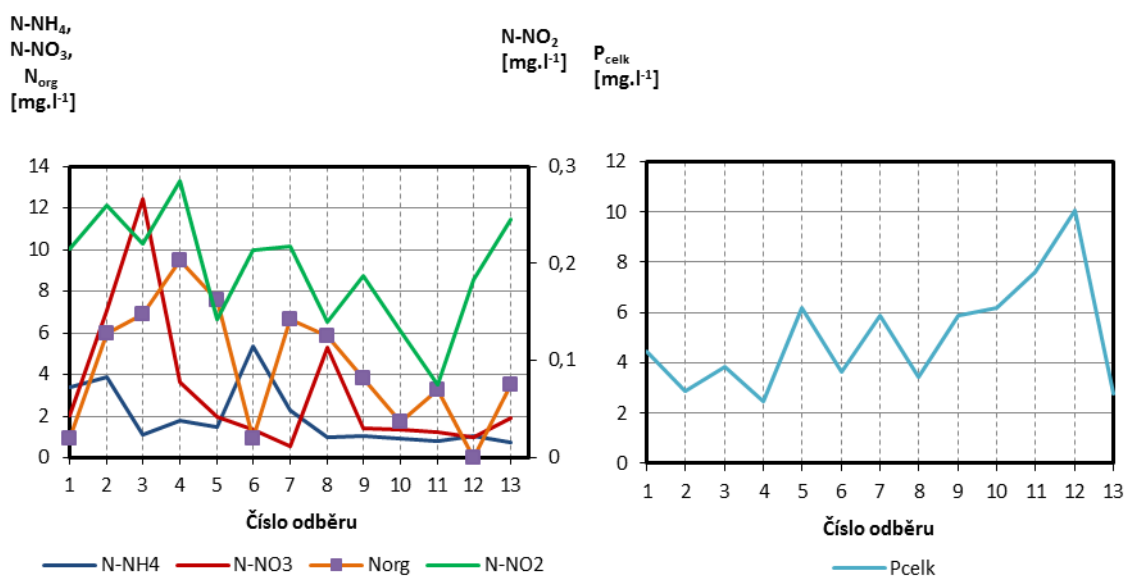 N-NH₄,
N-NO₃,
N_org
[mg.l⁻¹]
N-NO₂
[mg.l⁻¹]
P_celk
[mg.l⁻¹]
14
12
10
8
6
4
2
0
0,3
0,2
0,1
0
1 2 3 4 5 6 7 8 9 10 11 12 13
Číslo odběru
N-NH4 N-NO3 Norg N-NO2
12
10
8
6
4
2
0
1 2 3 4 5 6 7 8 9 10 11 12 13
Číslo odběru
Pcelk